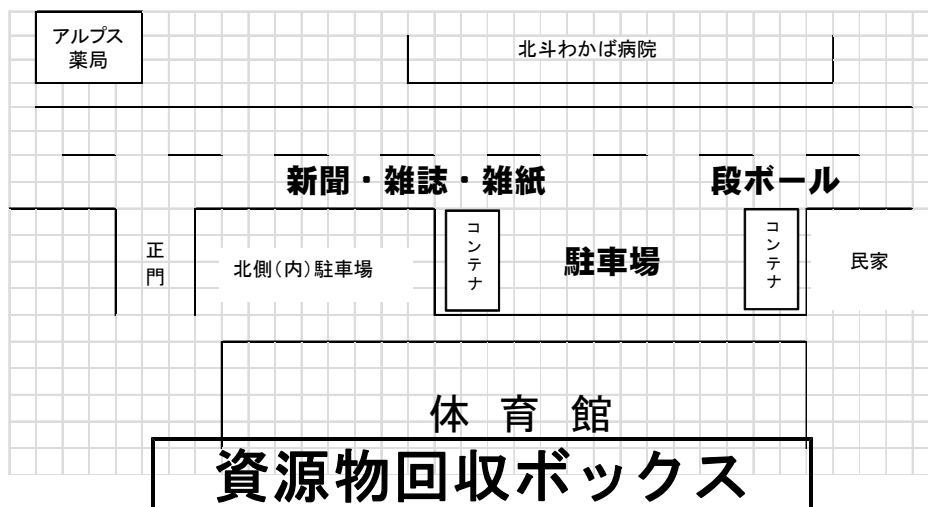 アルプス
薬局
北斗わかば病院
新聞・雑誌・雑紙
段ボール
正門
北側(内)駐車場
コンテナ
駐車場
コンテナ
民家
体育館
資源物回収ボックス